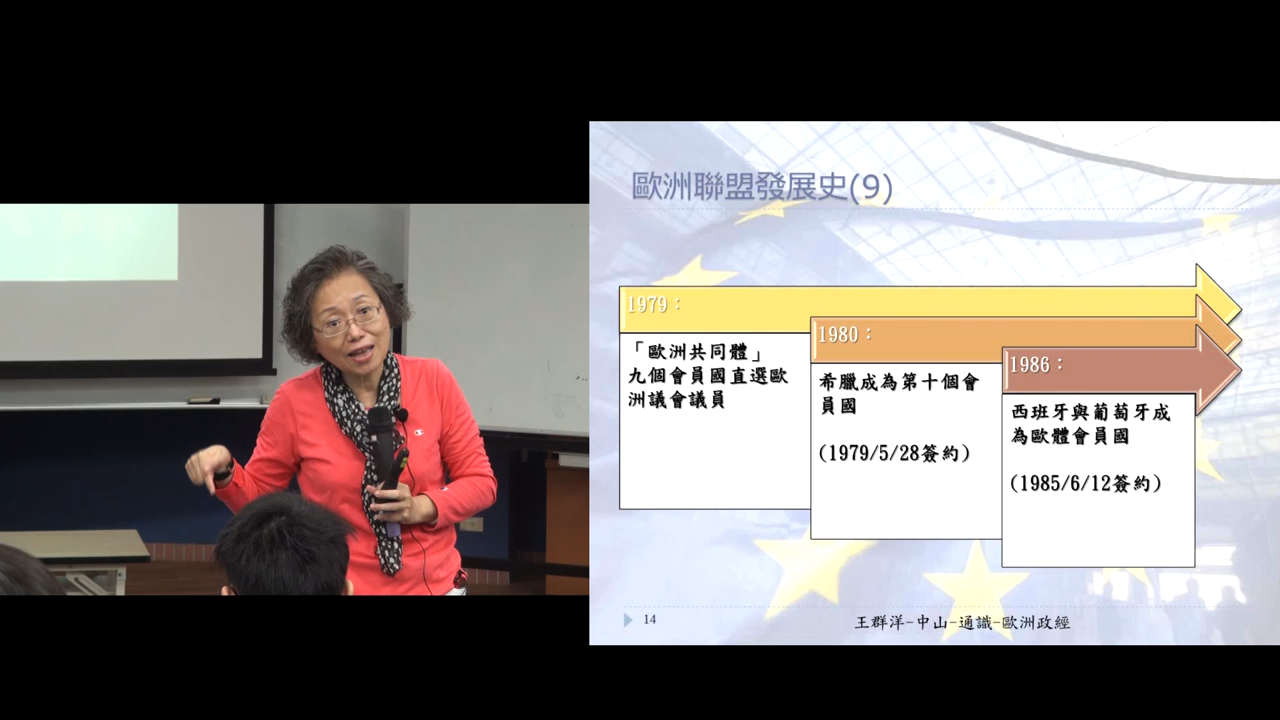 歐洲聯盟發展史(9)
1979：
「歐洲共同體」
九個會員國直選歐
洲議會議員
1980：
希臘成為第十個會
員國
(1979/5/28簽約)
1986：
西班牙與葡萄牙成
為歐體會員國
(1985/6/12簽約)
14
王群洋-中山-通識-歐洲政經